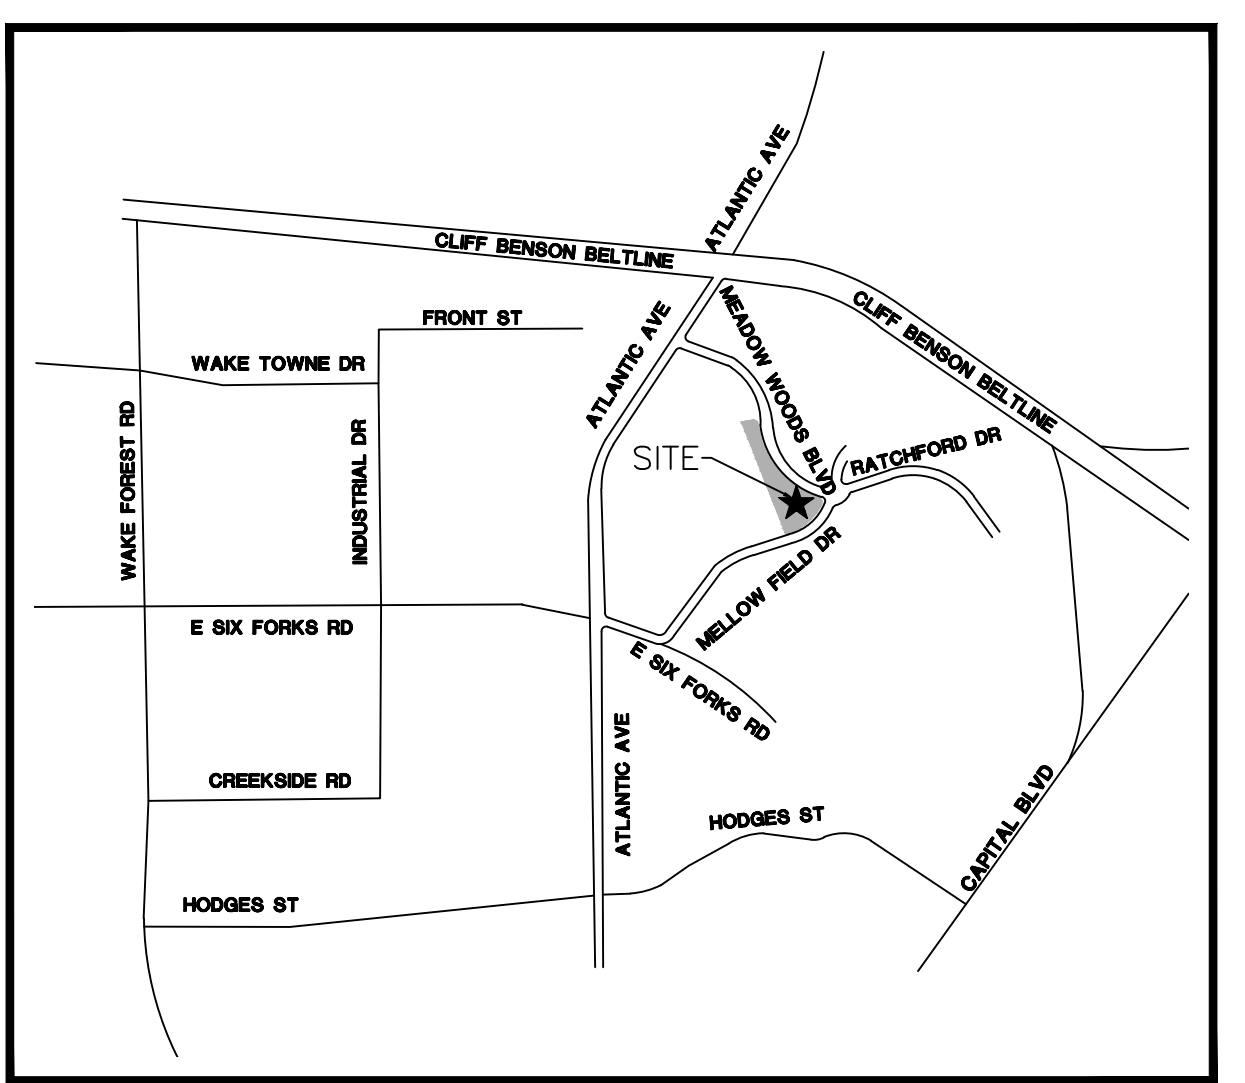 ATLANTIC AVE
CLIFF BENSON BELTLINE
CLIFF BENSON BELTLINE
MEADOW WOODS BLVD
FRONT ST
ATLANTIC AVE
WAKE TOWNE DR
WAKE FOREST RD
INDUSTRIAL DR
SITE
RATCHFORD DR
MELLOW FIELD DR
E SIX FORKS RD
E SIX FORKS RD
ATLANTIC AVE
CREEKSIDE RD
HODGES ST
CAPITAL BLVD
HODGES ST